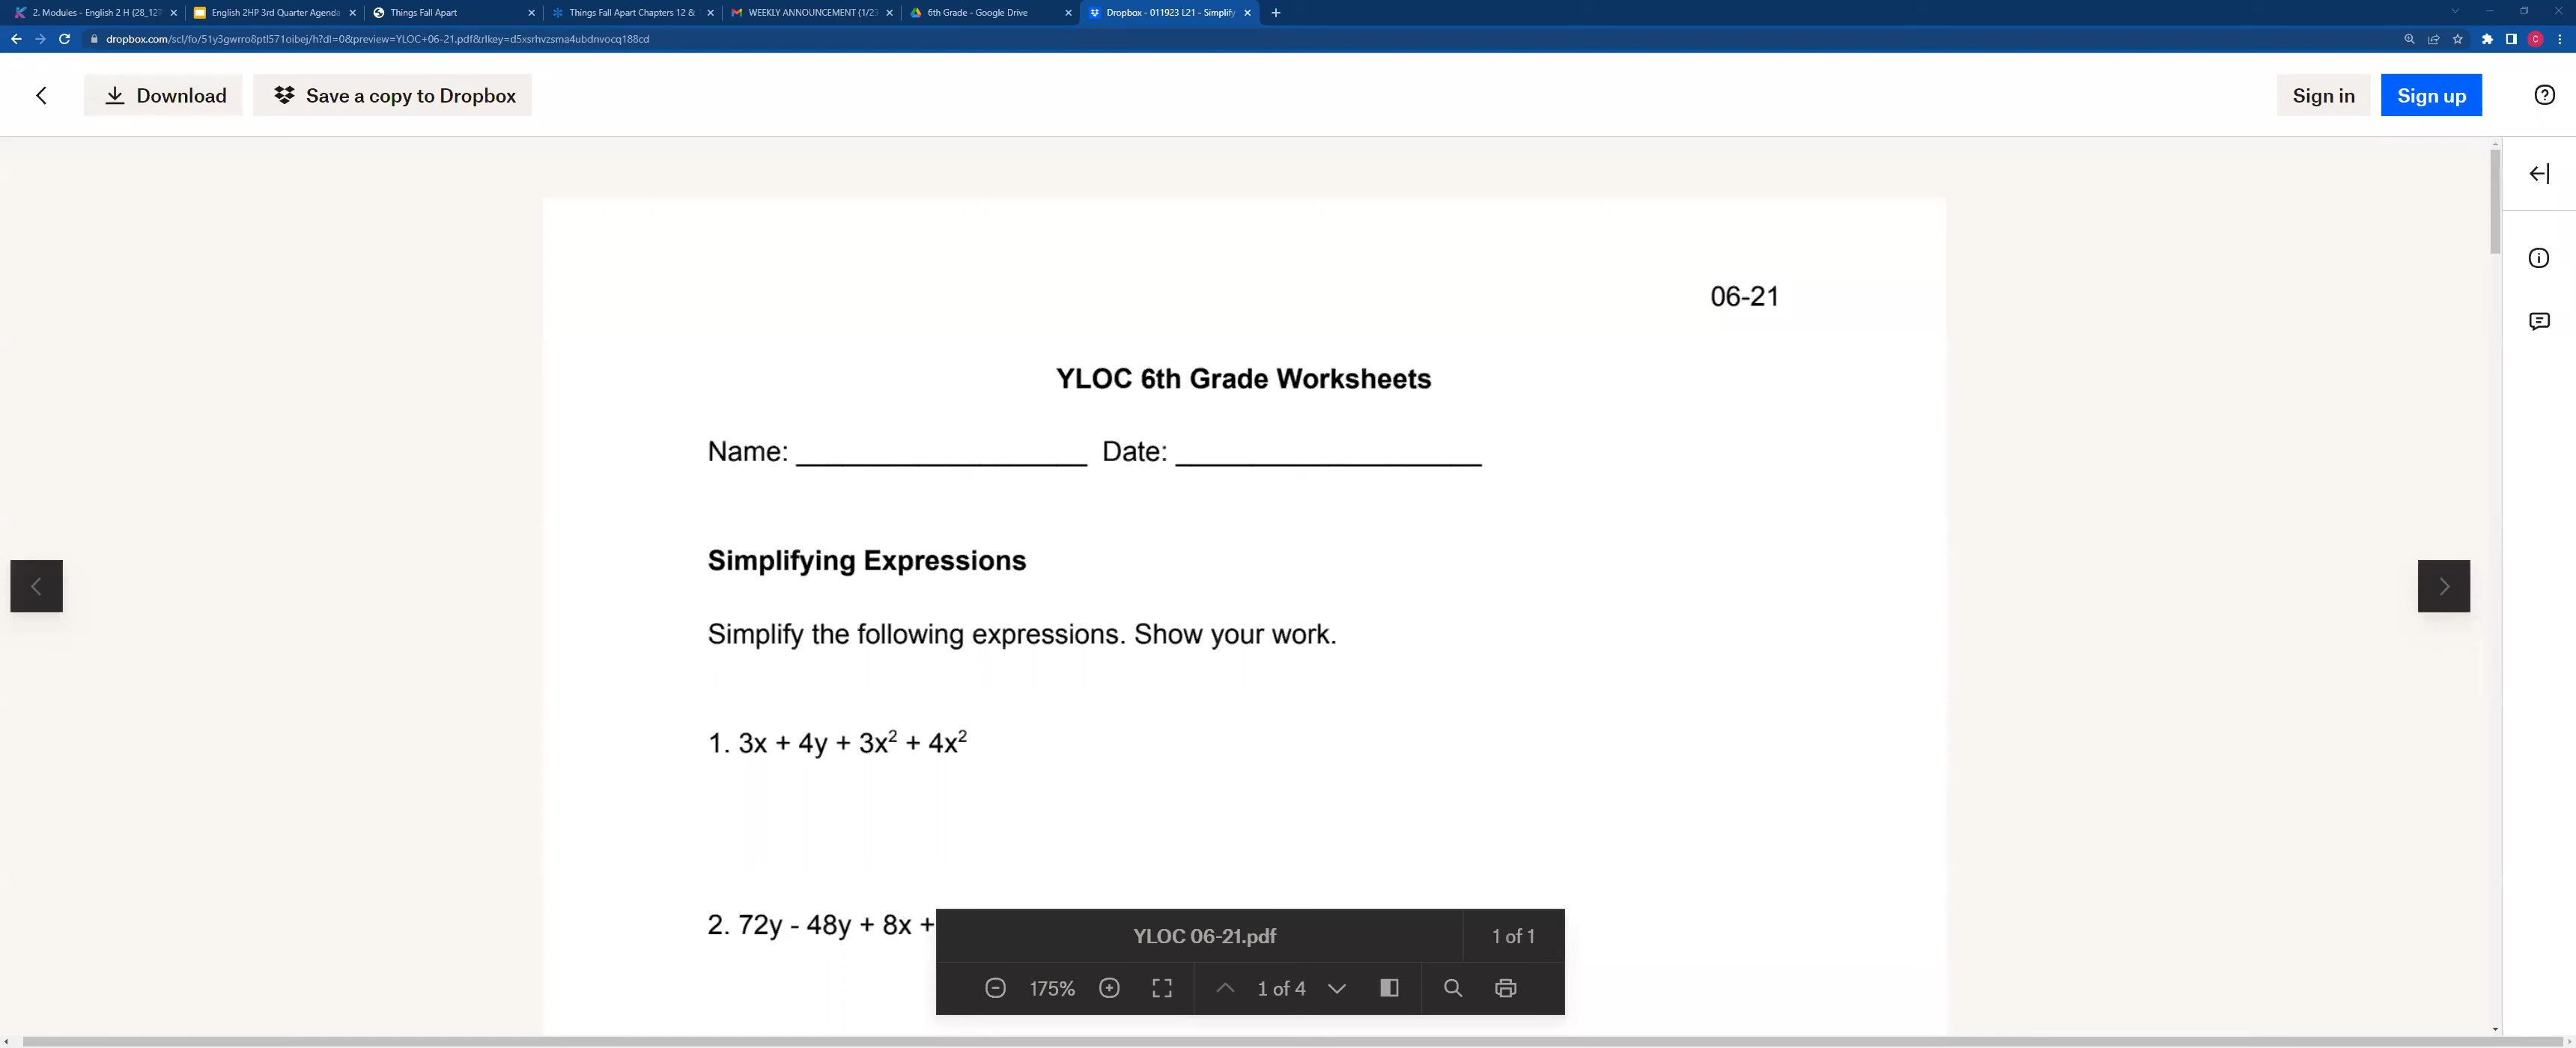 2. Modules - English 2 H (28_12
English 2HP 3rd Quarter Agenda
Things Fall Apart
Things Fall Apart Chapters 12 &
WEEKLY ANNOUNCEMENT (1/23
6th Grade - Google Drive
Dropbox - 011923 L21 - Simplify
dropbox.com/scl/fo/51y3gwrro8ptl571oibej/h?dl=0&preview=YLOC+06-21.pdf&rlkey=d5xsrhvzsma4ubdnvocq188cd
C
Download
Save a copy to Dropbox
Sign in
Sign up
06-21
YLOC 6th Grade Worksheets
Name: ___________________ Date: ____________________
Simplifying Expressions
Simplify the following expressions. Show your work.
1. 3x + 4y + 3x² + 4x²
2. 72y - 48y + 8x +
YLOC 06-21.pdf
1 of 1
175%
1 of 4